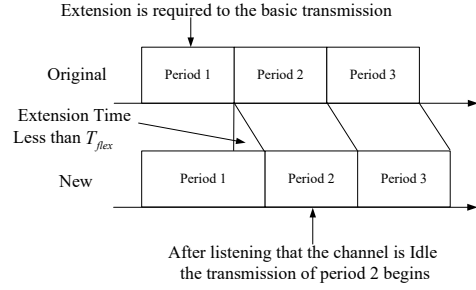 Extension is required to the basic transmission
Original
Period 1
Period 2
Period 3
Extension Time
Less than T_flex
New
Period 1
Period 2
Period 3
After listening that the channel is Idle
the transmission of period 2 begins